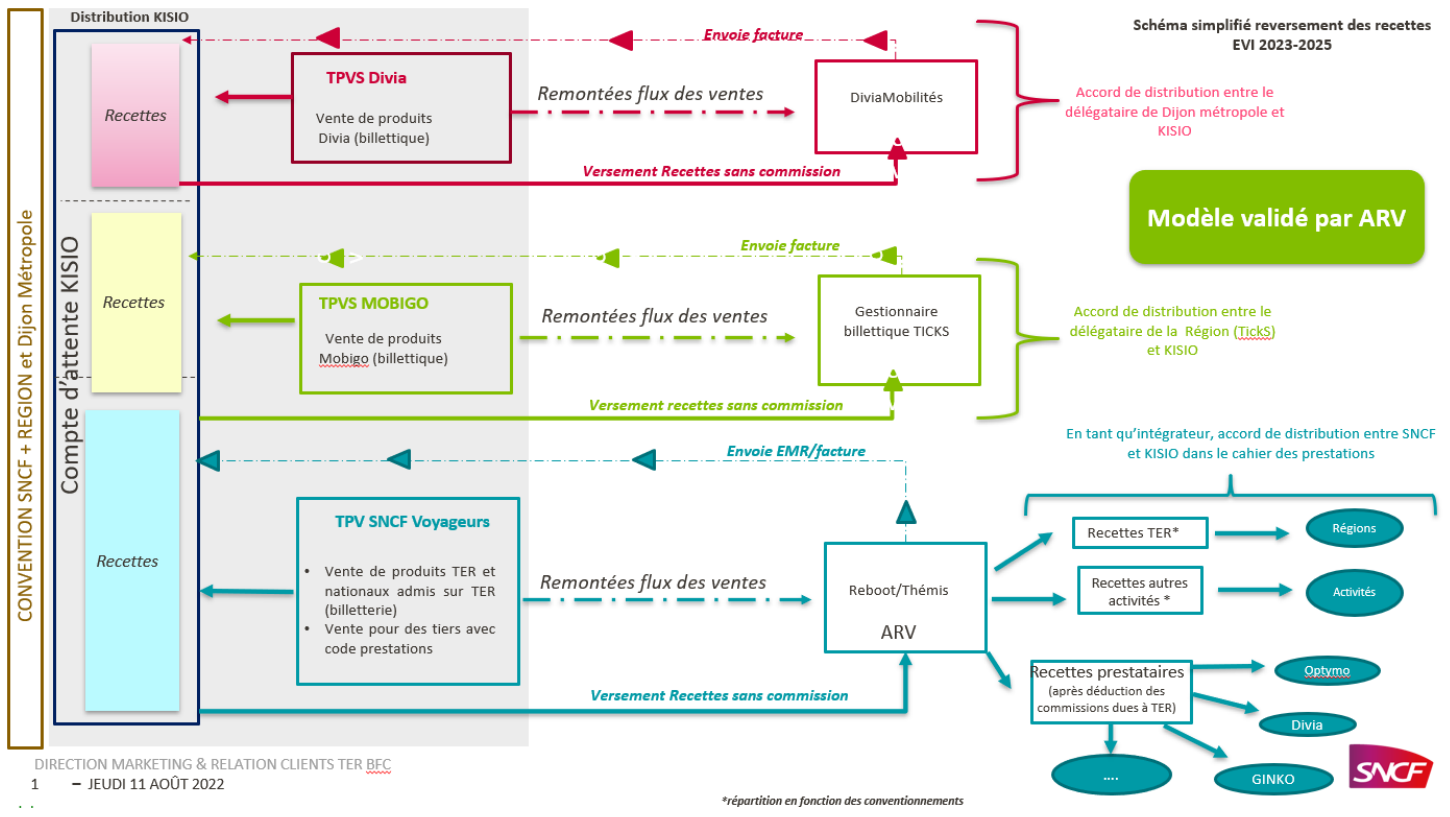 Distribution KISIO
Schéma simplifié reversement des recettes
EVI 2023-2025
CONVENTION SNCF + REGION et Dijon Métropole
Compte d'attente KISIO
Envoie facture
Recettes
TPVS Divia
Vente de produits
Divia (billettique)
Remontées flux des ventes
DiviaMobilités
Versement Recettes sans commission
Accord de distribution entre le
délégataire de Dijon métropole et
KISIO
Modèle validé par ARV
Envoie facture
Recettes
TPVS MOBIGO
Vente de produits
Mobigo (billettique)
Remontées flux des ventes
Gestionnaire
billettique TICKS
Versement recettes sans commission
Accord de distribution entre le
délégataire de la Région (TickS)
et KISIO
Envoie EMR/facture
Recettes
TPV SNCF Voyageurs
• Vente de produits TER et
nationaux admis sur TER
(billetterie)
• Vente pour des tiers avec
code prestations
Remontées flux des ventes
Reboot/Thémis
ARV
Versement Recettes sans commission
En tant qu'intégrateur, accord de distribution entre SNCF
et KISIO dans le cahier des prestations
Recettes TER*
Régions
Recettes autres
activités *
Activités
Recettes prestataires
(après déduction des
commissions dues à TER)
Optymo
Divia
GINKO
....
DIRECTION MARKETING & RELATION CLIENTS TER BFC
1 – JEUDI 11 AOÛT 2022
*répartition en fonction des conventionnements
SNCF